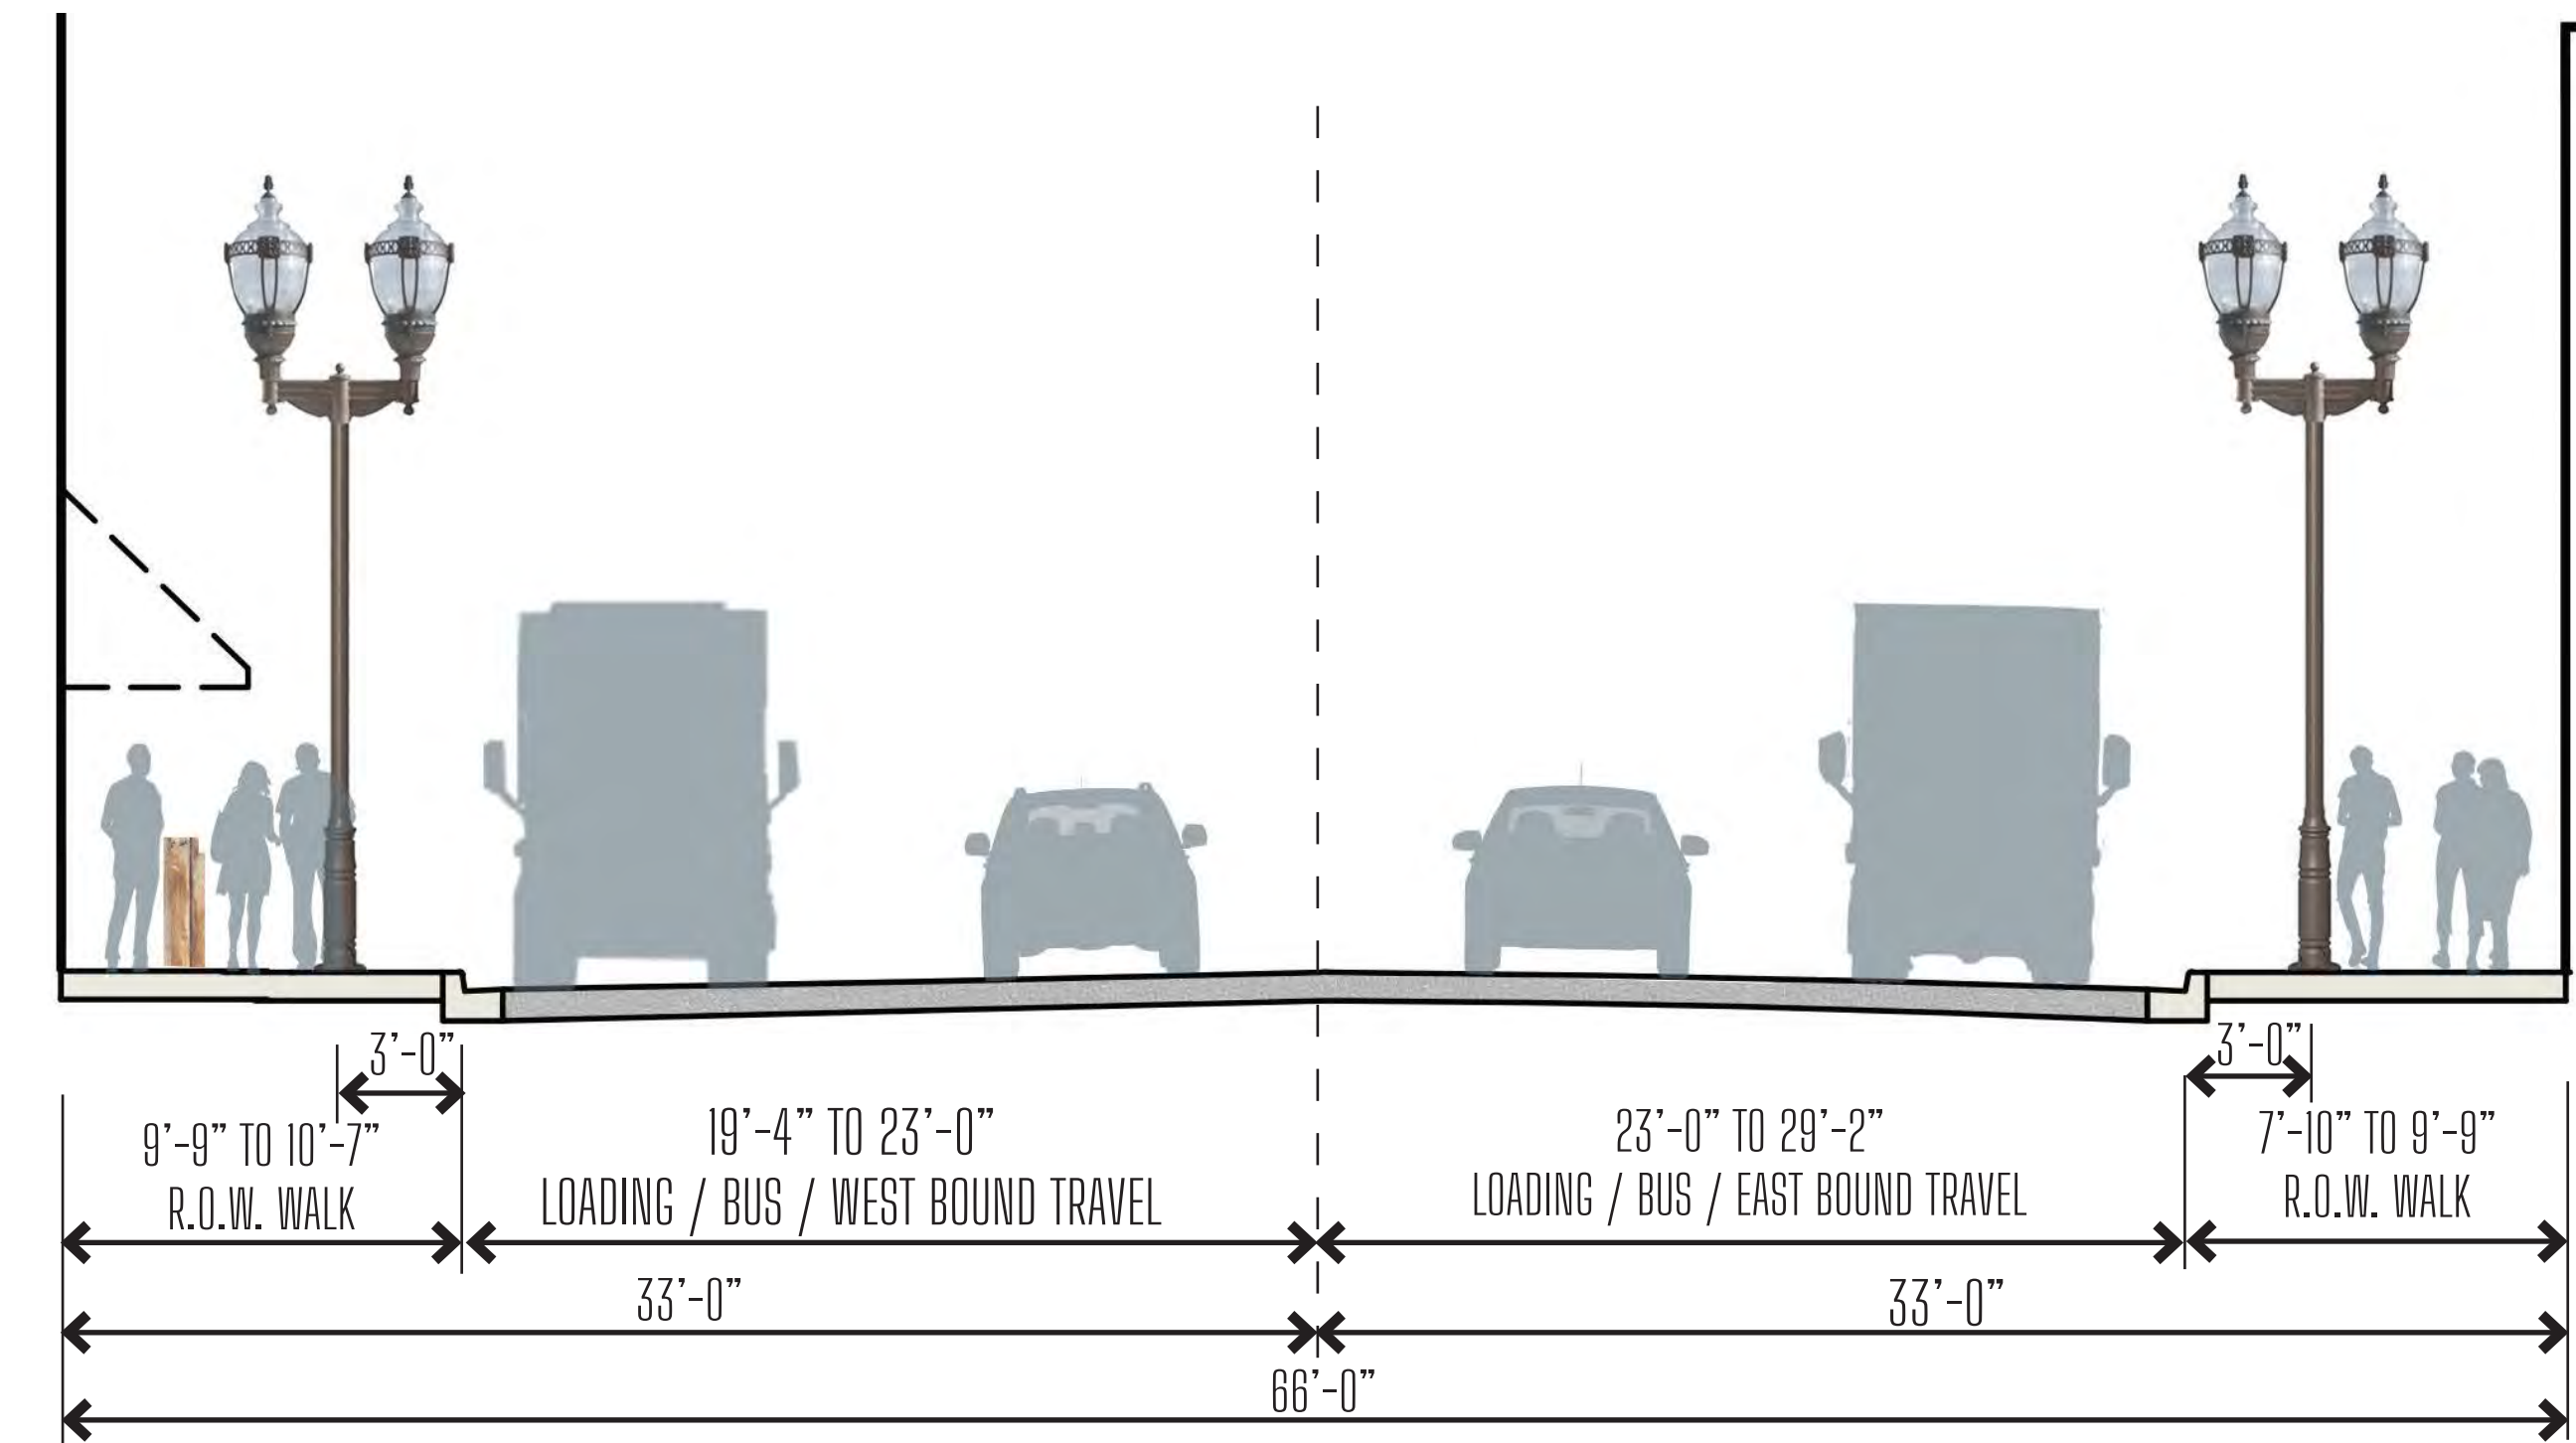 3'-0"
3'-0"
9'-9" TO 10'-7"
R.O.W. WALK
19'-4" TO 23'-0"
LOADING / BUS / WEST BOUND TRAVEL
23'-0" TO 29'-2"
LOADING / BUS / EAST BOUND TRAVEL
7'-10" TO 9'-9"
R.O.W. WALK
33'-0"
33'-0"
66'-0"